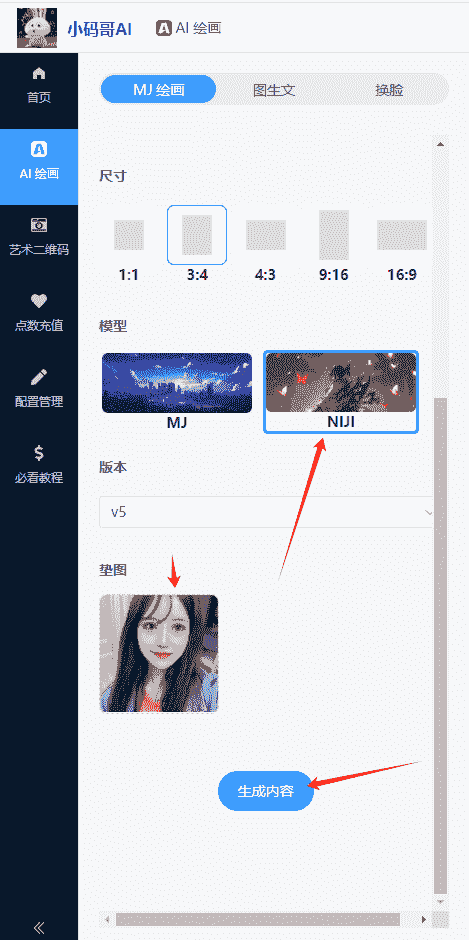 小码哥AI
AI 绘画
首页
AI 绘画
艺术二维码
点数充值
配置管理
必看教程
MJ 绘画
图生文
换脸
尺寸
1:1
3:4
4:3
9:16
16:9
模型
MJ
NIJI
版本
v5
垫图
生成内容